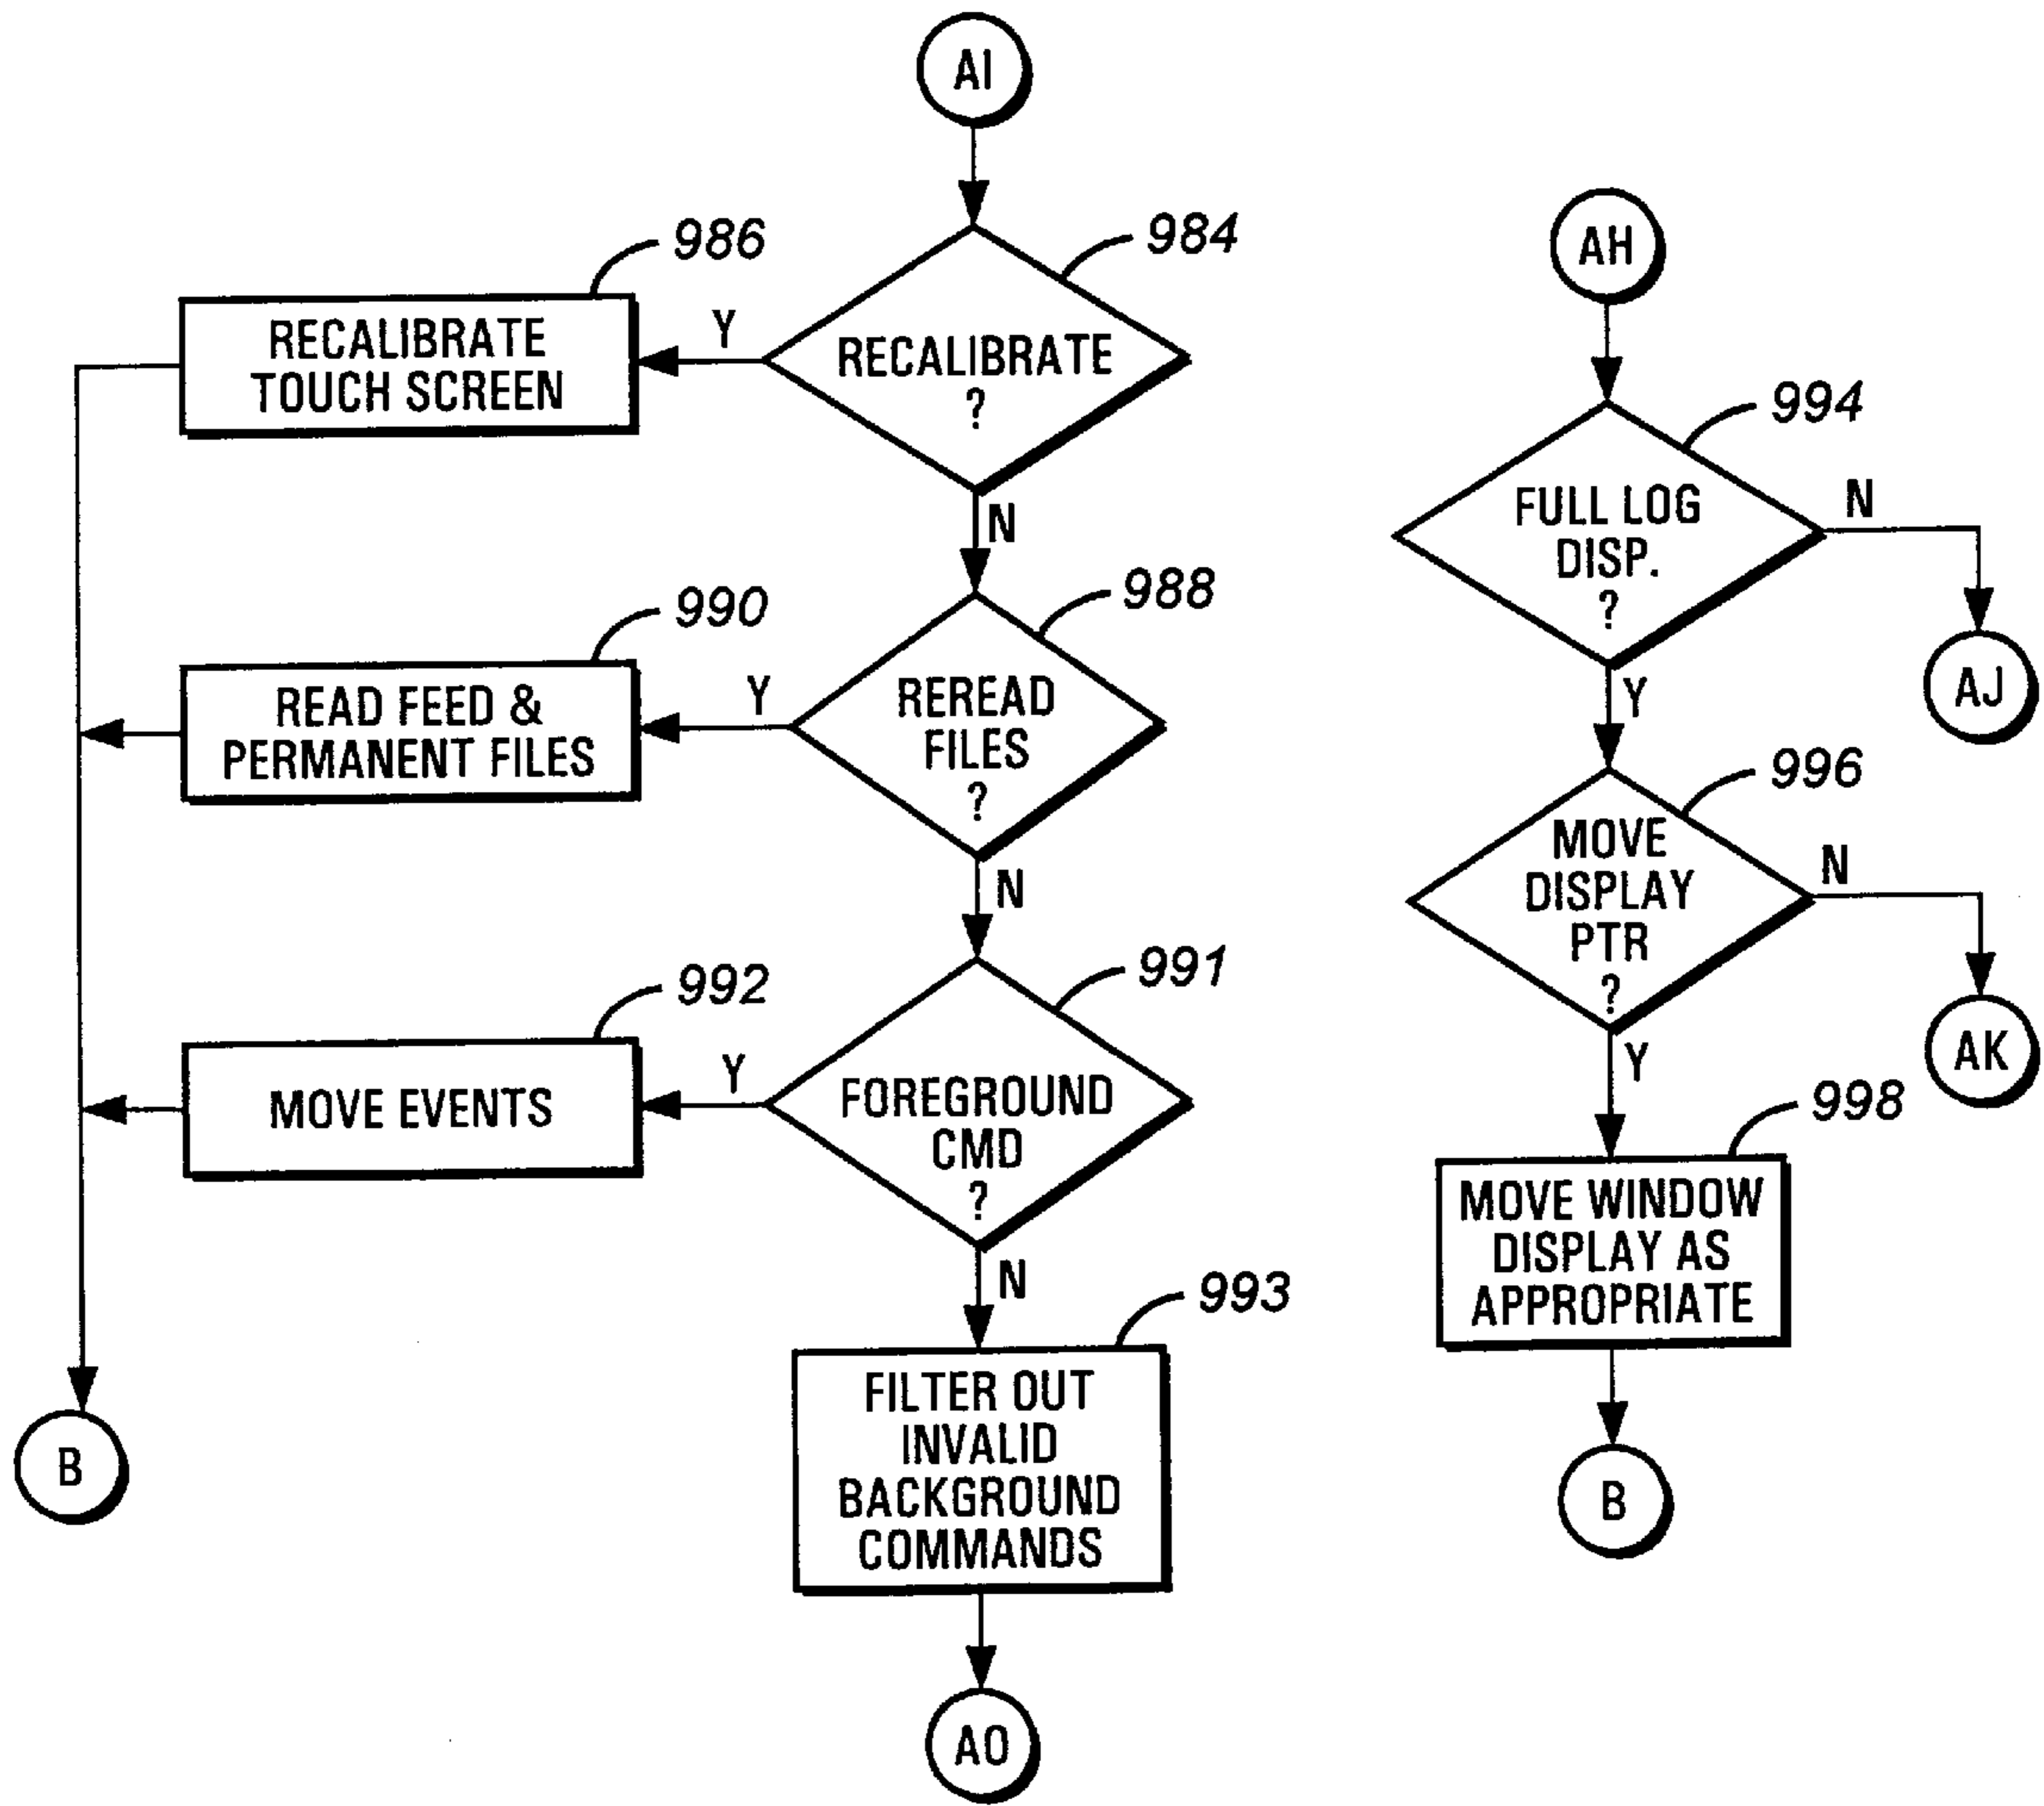 AI
984
RECALIBRATE
?
Y
986
RECALIBRATE
TOUCH SCREEN
N
988
REREAD
FILES
?
Y
990
READ FEED &
PERMANENT FILES
N
991
FOREGROUND
CMD
?
Y
992
MOVE EVENTS
B
N
993
FILTER OUT
INVALID
BACKGROUND
COMMANDS
AO
AH
994
FULL LOG
DISP.
?
N
AJ
Y
996
MOVE
DISPLAY
PTR
?
N
AK
Y
998
MOVE WINDOW
DISPLAY AS
APPROPRIATE
B